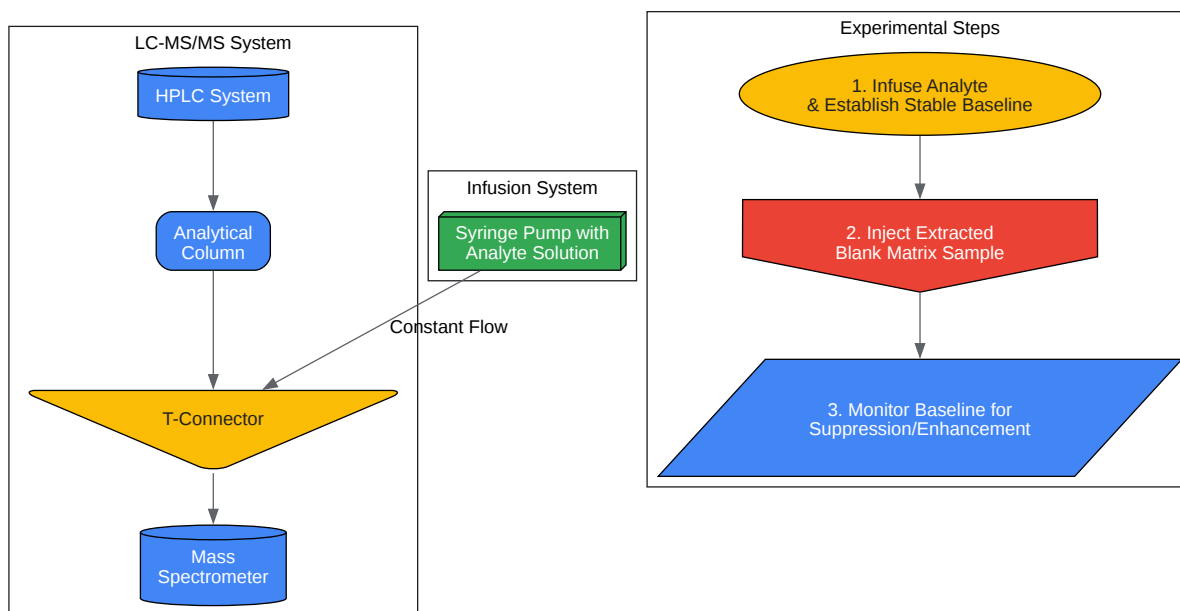 LC-MS/MS System
HPLC System
Analytical
Column
T-Connector
Mass
Spectrometer
Infusion System
Syringe Pump with
Analyte Solution
Constant Flow
Experimental Steps
1. Infuse Analyte
& Establish Stable Baseline
2. Inject Extracted
Blank Matrix Sample
3. Monitor Baseline for
Suppression/Enhancement